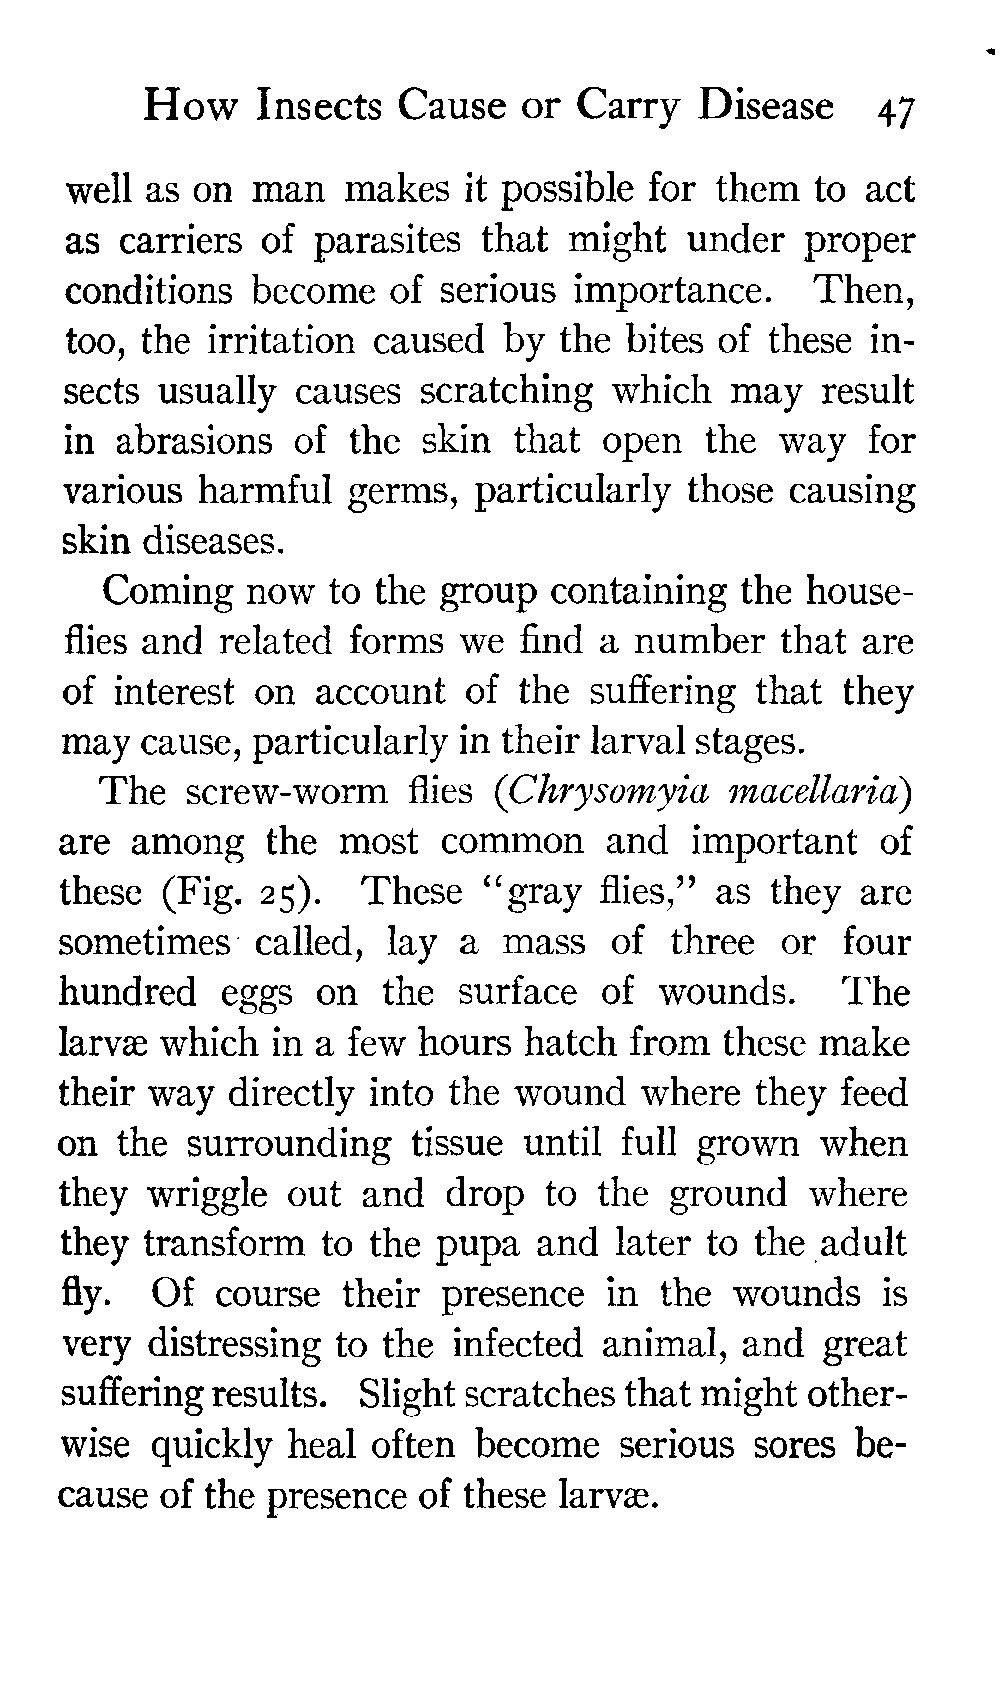 How Insects Cause or Carry Disease 47
well as on man makes it possible for them to act
as carriers of parasites that might under proper
conditions become of serious importance. Then,
too, the irritation caused by the bites of these in-
sects usually causes scratching which may result
in abrasions of the skin that open the way for
various harmful germs, particularly those causing
skin diseases.
Coming now to the group containing the house-
flies and related forms we find a number that are
of interest on account of the suffering that they
may cause, particularly in their larval stages.
The screw-worm flies (Chrysomyia macellaria)
are among the most common and important of
these (Fig. 25). These “gray flies,” as they are
sometimes called, lay a mass of three or four
hundred eggs on the surface of wounds. The
larvæ which in a few hours hatch from these make
their way directly into the wound where they feed
on the surrounding tissue until full grown when
they wriggle out and drop to the ground where
they transform to the pupa and later to the adult
fly. Of course their presence in the wounds is
very distressing to the infected animal, and great
suffering results. Slight scratches that might other-
wise quickly heal often become serious sores be-
cause of the presence of these larvæ.